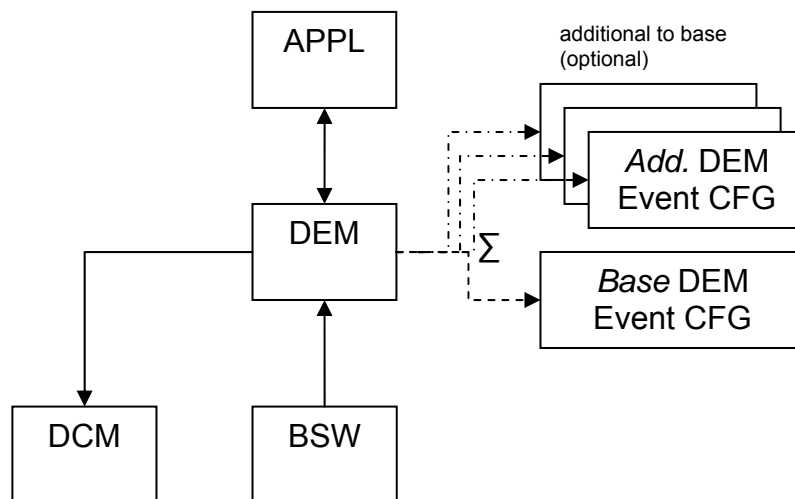 APPL
additional to base
(optional)
Add. DEM
Event CFG
DEM
∑
Base DEM
Event CFG
DCM
BSW